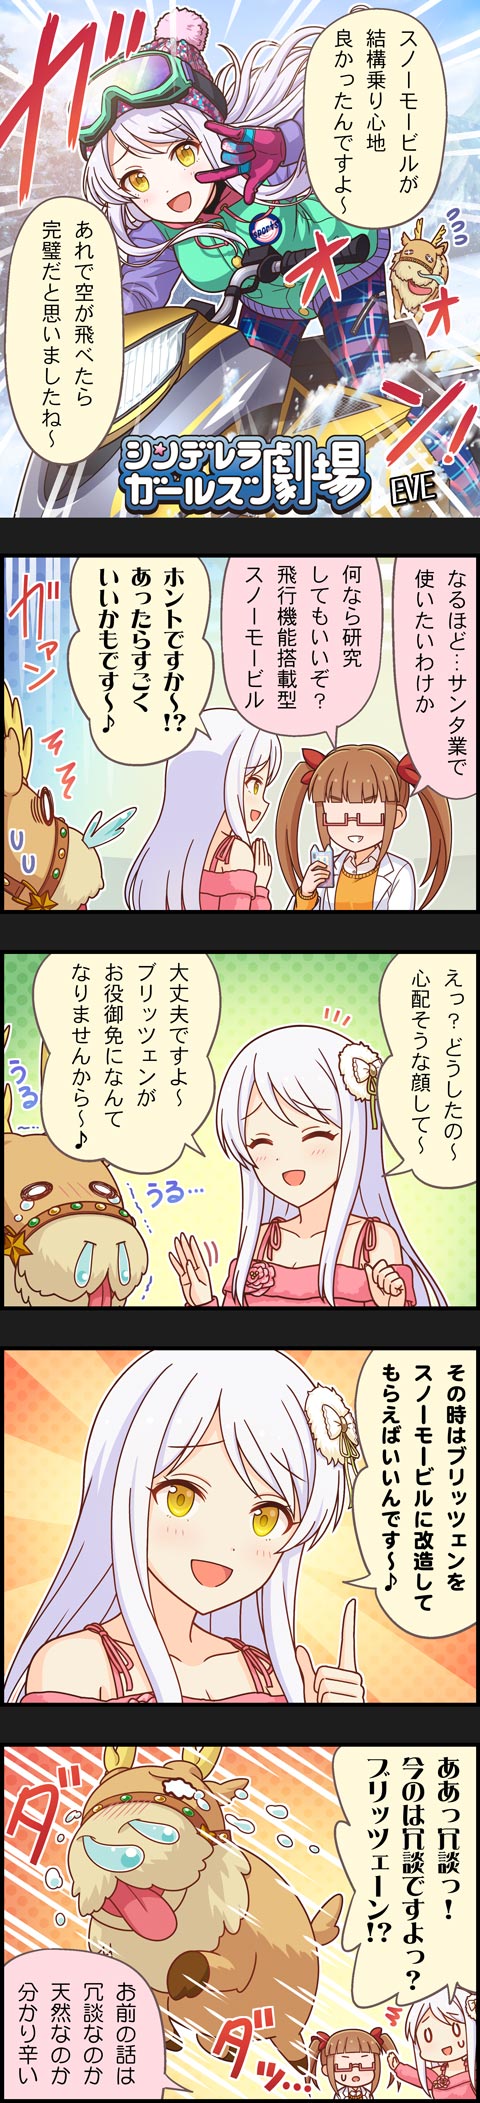 スノーモービルが
結構乗り心地
良かったんですよ～
ガ
オ
オ
ン!
フフフ
あれで空が飛べたら
完璧だと思いましたね～
シンデレラ
ガールズ劇場
EVE
SPORTS
なるほど…サンタ業で
使いたいわけか
何なら研究
してもいいぞ？
飛行機能搭載型
スノーモービル
ホントですか～!?
あったらすごく
いいかもです～♪
ガァン
えっ？どうしたの～
心配そうな顔して～
大丈夫ですよ～
ブリッツェンが
お役御免になんて
なりませんから～♪
うる…
うる…
その時はブリッツェンを
スノーモービルに改造して
もらえばいいんです～♪
ああっ冗談っ！
今のは冗談ですよっ？
ブリッツェーン!?
ダッ
ダッ…
お前の話は
冗談なのか
天然なのか
分かり辛い